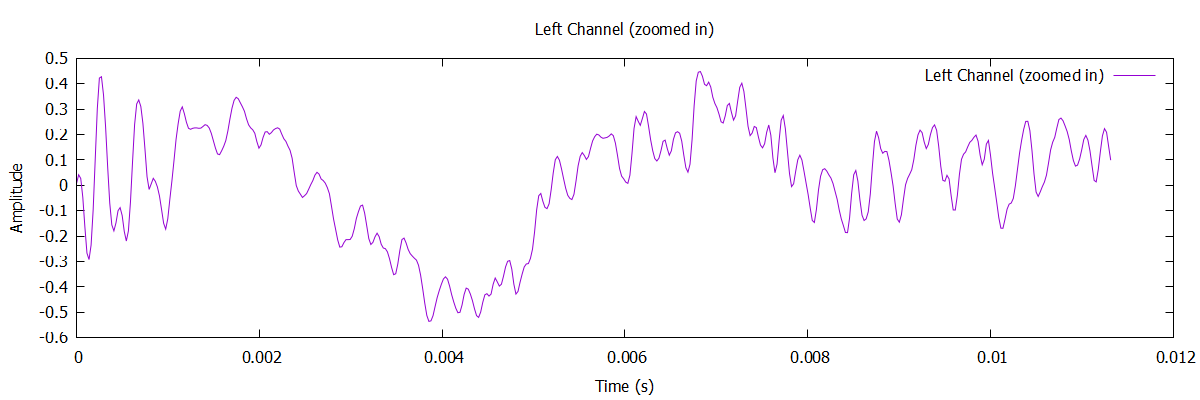 Left Channel (zoomed in)
Left Channel (zoomed in)
Amplitude
0.5
0.4
0.3
0.2
0.1
0
-0.1
-0.2
-0.3
-0.4
-0.5
-0.6
0 0.002 0.004 0.006 0.008 0.01 0.012
Time (s)